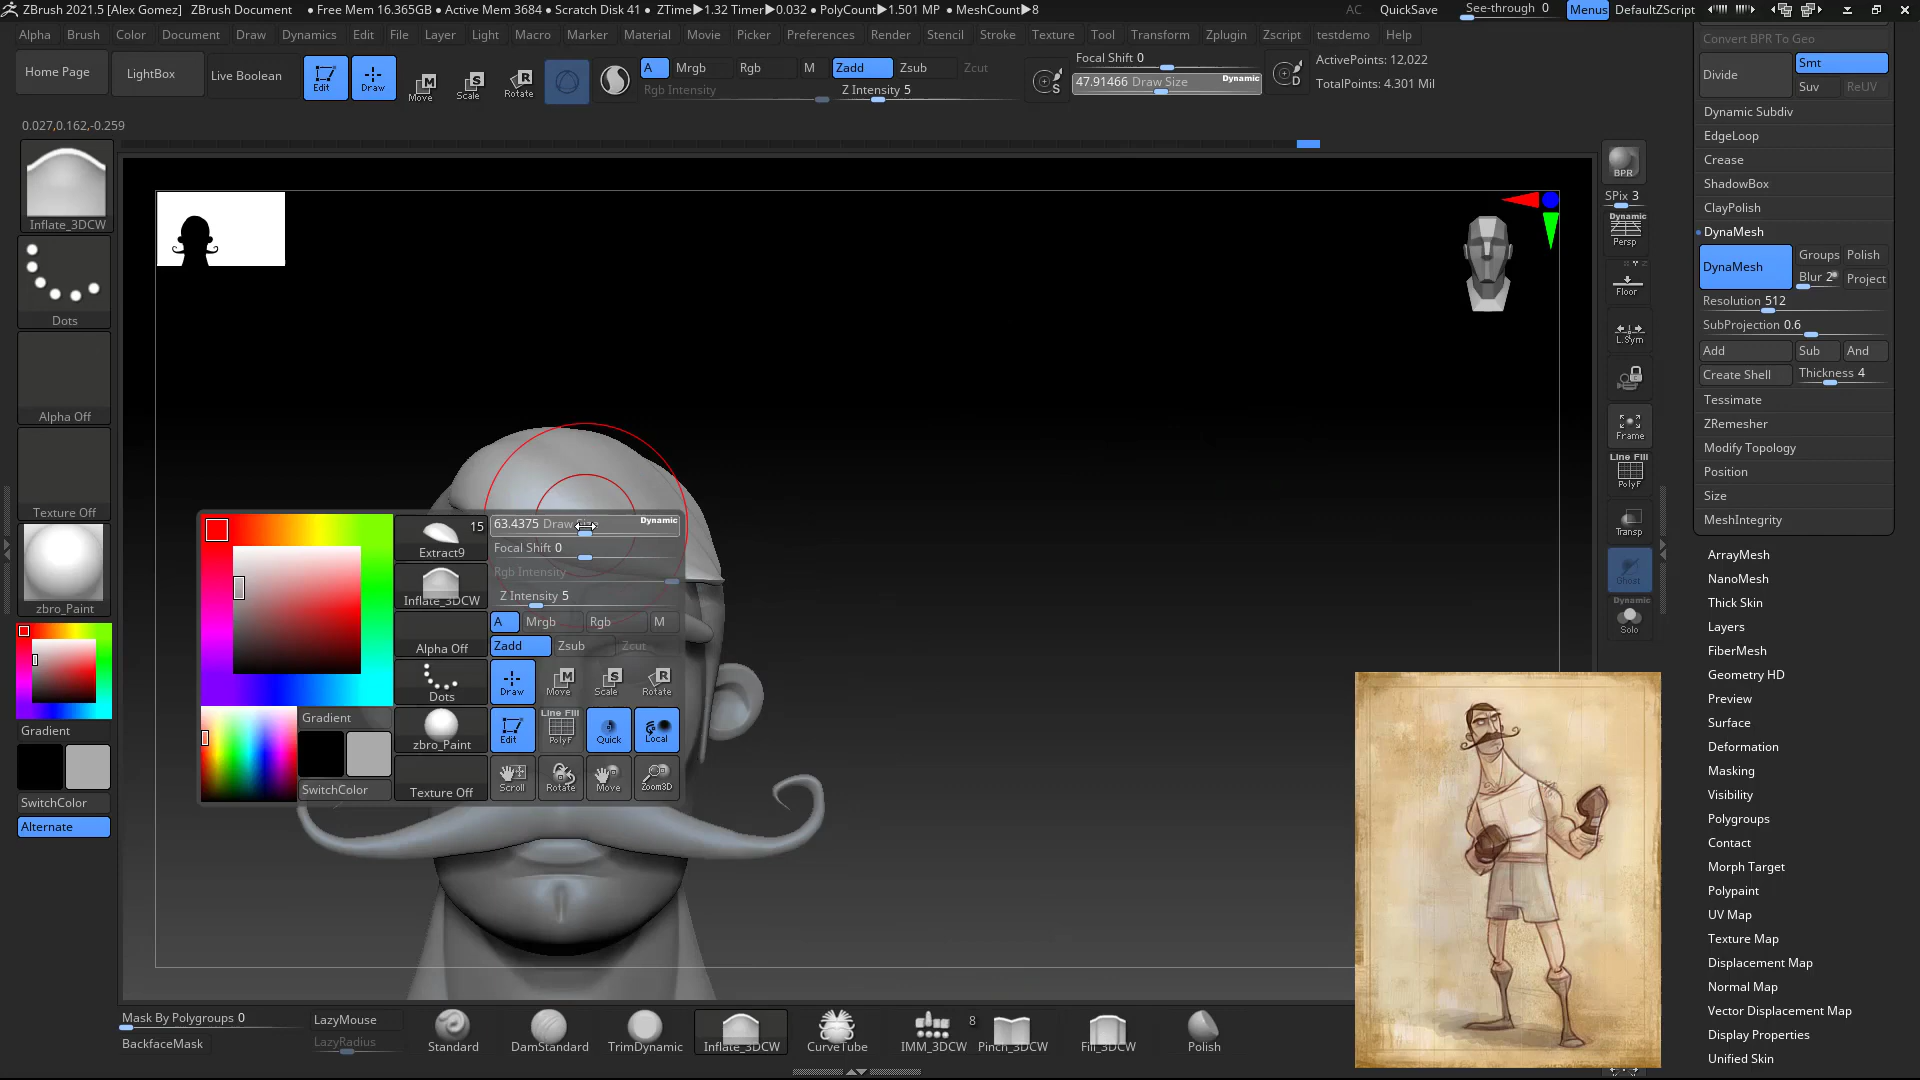 ZBrush 2021.5 [Alex Gomez] ZBrush Document • Free Mem 16.365GB • Active Mem 3684 • Scratch Disk 41 • ZTime▶1.32 Timer▶0.032 • PolyCount▶1.501 MP • MeshCount▶8 AC QuickSave See-through 0 Menus DefaultZScript
Alpha Brush Color Document Draw Dynamics Edit File Layer Light Macro Marker Material Movie Picker Preferences Render Stencil Stroke Texture Tool Transform Zplugin Zscript testdemo Help
Home Page LightBox Live Boolean Edit Draw Move Scale Rotate
A Mrgb Rgb M Zadd Zsub Zcut
Rgb Intensity Z Intensity 5
S
Focal Shift 0
47.91466 Draw Size Dynamic
D
ActivePoints: 12,022
TotalPoints: 4.301 Mil
0.027,0.162,-0.259
Inflate_3DCW
Dots
Alpha Off
Texture Off
zbro_Paint
Gradient
SwitchColor
Alternate
15
Extract9
Inflate_3DCW
Alpha Off
Dots
zbro_Paint
Texture Off
Gradient
SwitchColor
63.4375 Draw Size Dynamic
Focal Shift 0
Rgb Intensity
Z Intensity 5
A Mrgb Rgb M
Zadd Zsub Zcut
Draw Move Scale Rotate
Line Fill
Edit PolyF Quick Local
Scroll Rotate Move Zoom3D
BPR
SPix 3
Dynamic
Persp
Floor
L.Sym
Frame
Line Fill
PolyF
Transp
Ghost
Dynamic
Solo
Convert BPR To Geo
Divide Smt
Suv ReUV
Dynamic Subdiv
EdgeLoop
Crease
ShadowBox
ClayPolish
DynaMesh
DynaMesh Groups Polish
Blur 2 Project
Resolution 512
SubProjection 0.6
Add Sub And
Create Shell Thickness 4
Tessimate
ZRemesher
Modify Topology
Position
Size
MeshIntegrity
ArrayMesh
NanoMesh
Thick Skin
Layers
FiberMesh
Geometry HD
Preview
Surface
Deformation
Masking
Visibility
Polygroups
Contact
Morph Target
Polypaint
UV Map
Texture Map
Displacement Map
Normal Map
Vector Displacement Map
Display Properties
Unified Skin
Mask By Polygroups 0
BackfaceMask
LazyMouse
LazyRadius
Standard DamStandard TrimDynamic Inflate_3DCW CurveTube IMM_3DCW 8 Pinch_3DCW Fill_3DCW Polish